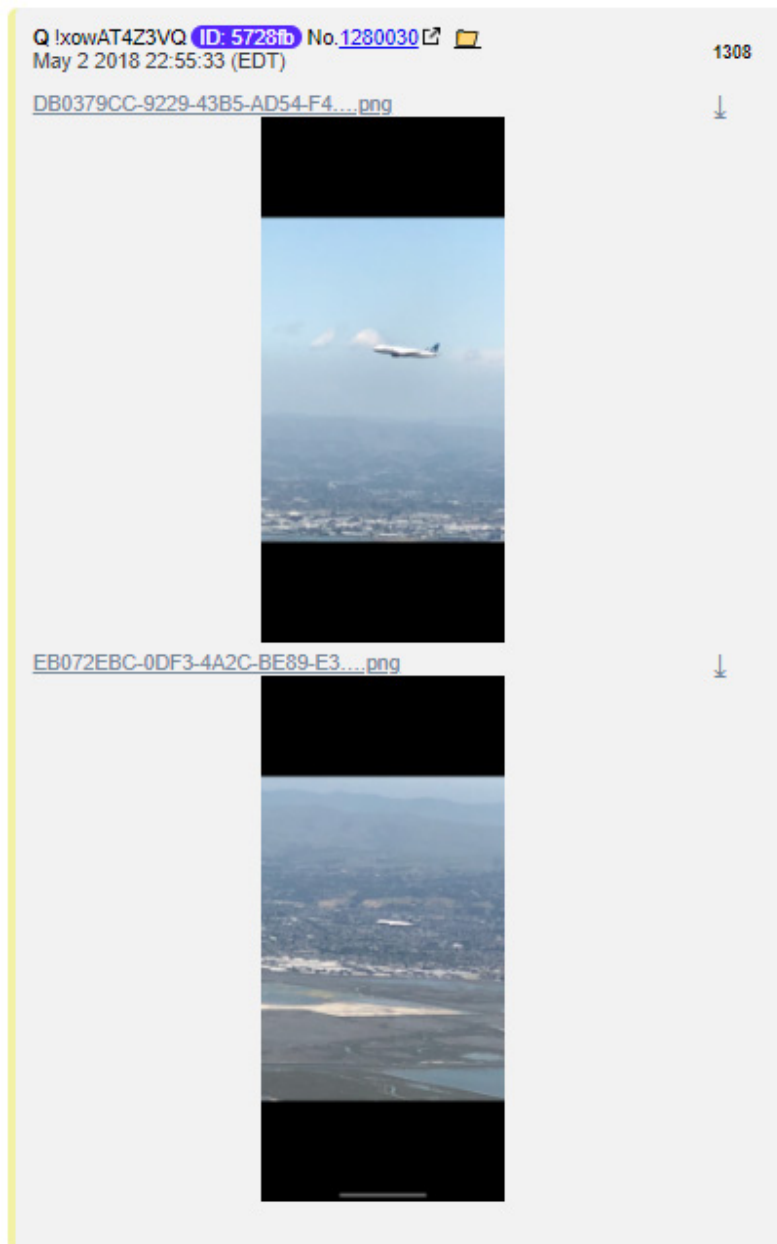 Q !xowAT4Z3VQ ID: 5728fb No.1280030
1308
May 2 2018 22:55:33 (EDT)
DB0379CC-9229-43B5-AD54-F4....png
EB072EBC-0DF3-4A2C-BE89-E3....png